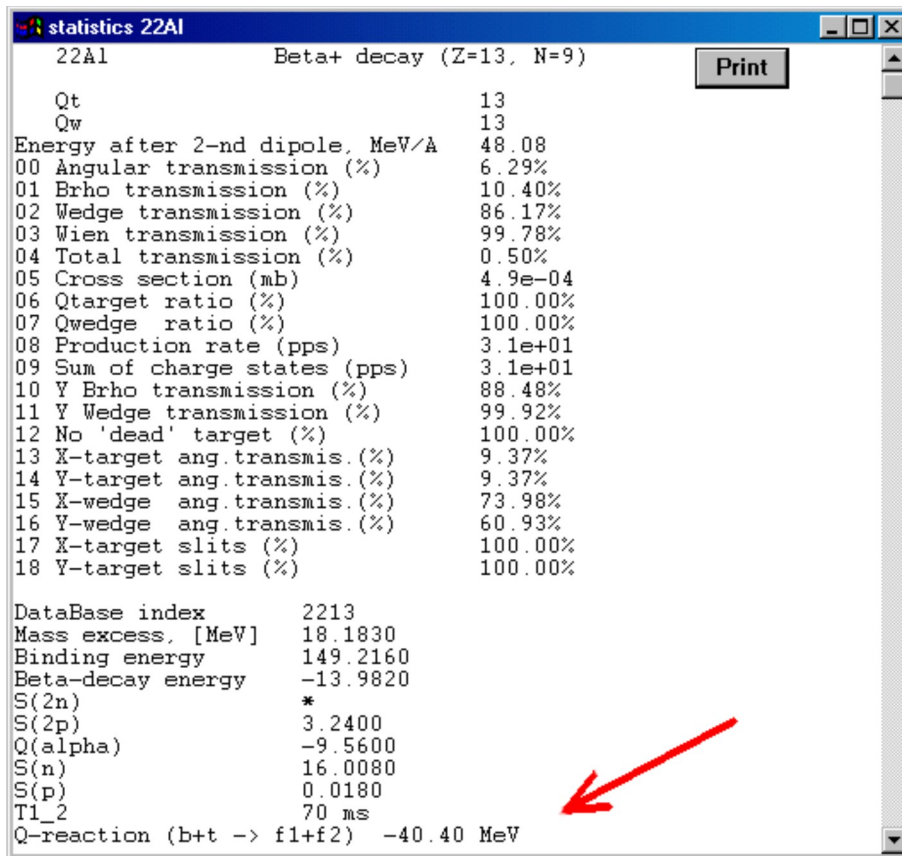 statistics 22Al
22Al Beta+ decay (Z=13, N=9)
Print
Qt 13
Qw 13
Energy after 2-nd dipole, MeV/A 48.08
00 Angular transmission (%) 6.29%
01 Brho transmission (%) 10.40%
02 Wedge transmission (%) 86.17%
03 Wien transmission (%) 99.78%
04 Total transmission (%) 0.50%
05 Cross section (mb) 4.9e-04
06 Qtarget ratio (%) 100.00%
07 Qwedge ratio (%) 100.00%
08 Production rate (pps) 3.1e+01
09 Sum of charge states (pps) 3.1e+01
10 Y Brho transmission (%) 88.48%
11 Y Wedge transmission (%) 99.92%
12 No 'dead' target (%) 100.00%
13 X-target ang.transmis.(%) 9.37%
14 Y-target ang.transmis.(%) 9.37%
15 X-wedge ang.transmis.(%) 73.98%
16 Y-wedge ang.transmis.(%) 60.93%
17 X-target slits (%) 100.00%
18 Y-target slits (%) 100.00%
DataBase index 2213
Mass excess, [MeV] 18.1830
Binding energy 149.2160
Beta-decay energy -13.9820
S(2n) *
S(2p) 3.2400
Q(alpha) -9.5600
S(n) 16.0080
S(p) 0.0180
T1_2 70 ms
Q-reaction (b+t -> f1+f2) -40.40 MeV